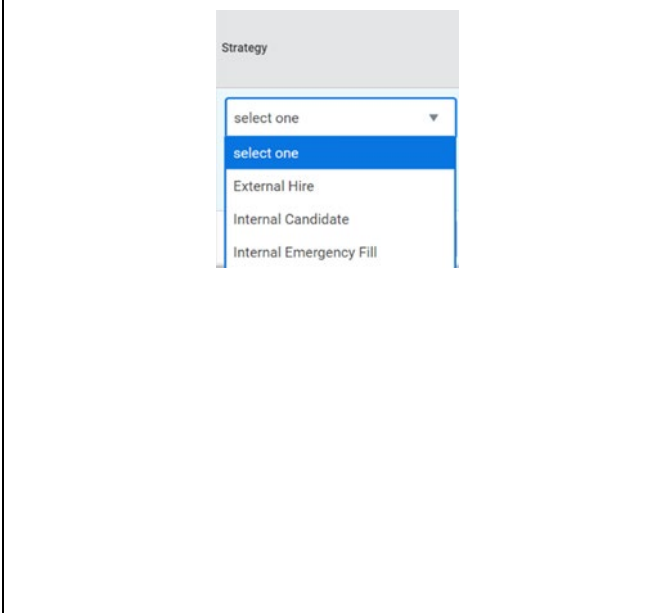 Strategy
select one
select one
External Hire
Internal Candidate
Internal Emergency Fill